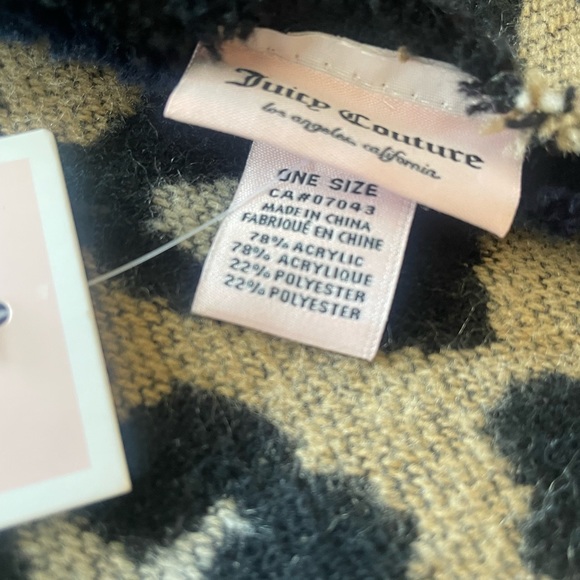 Juicy Couture
los angeles, california
ONE SIZE
CA#07043
MADE IN CHINA
FABRIQUÉ EN CHINE
78% ACRYLIC
78% ACRYLIQUE
22% POLYESTER
22% POLYESTER